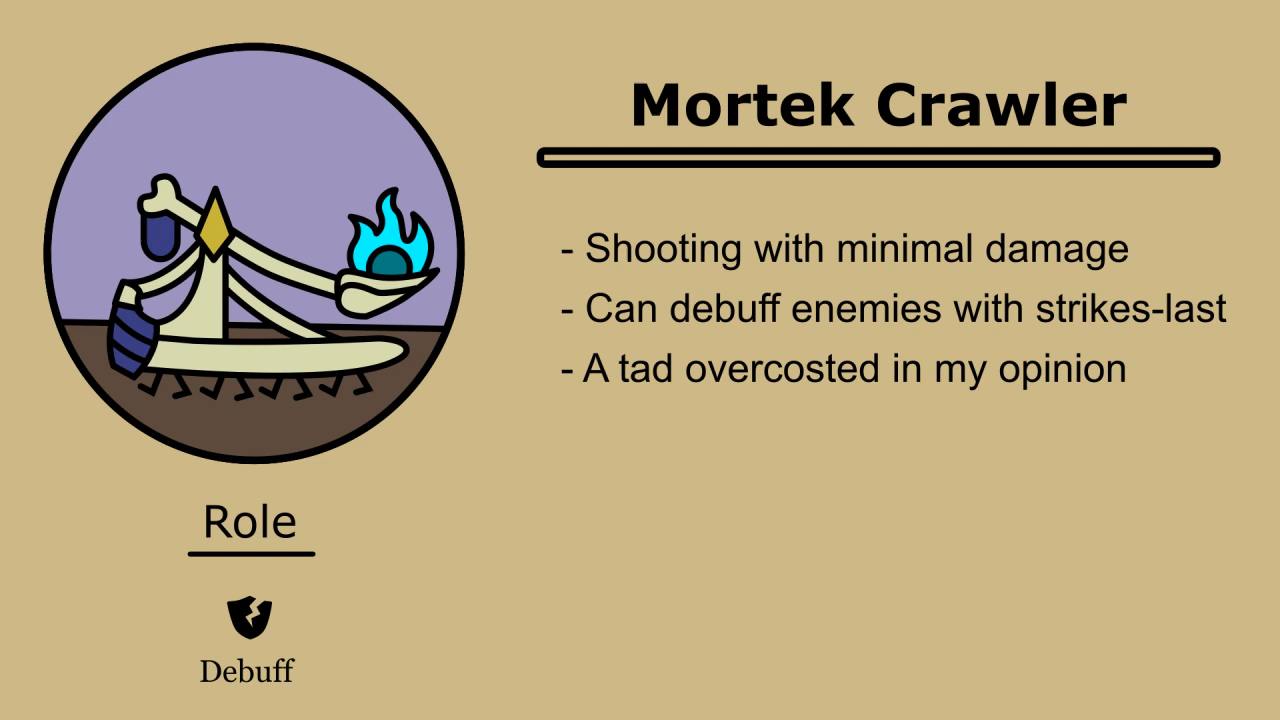 Mortek Crawler
- Shooting with minimal damage
- Can debuff enemies with strikes-last
- A tad overcosted in my opinion
Role
Debuff